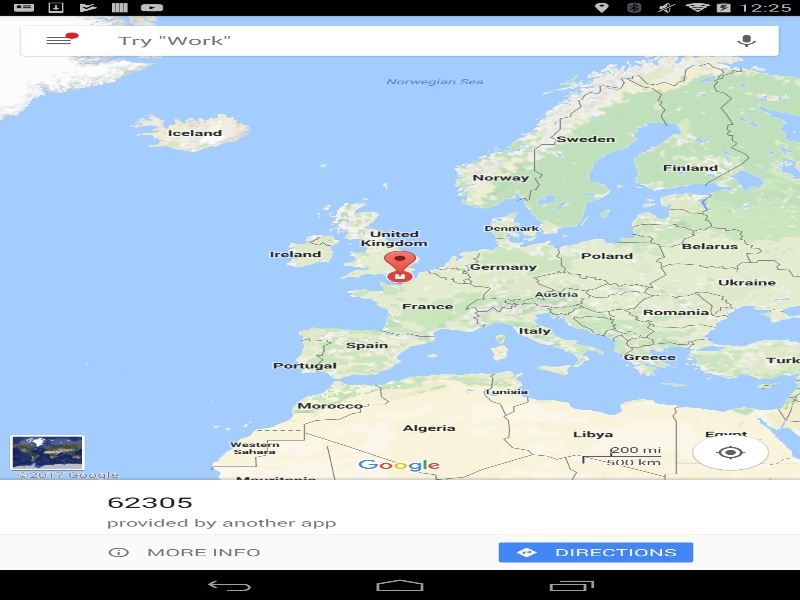 12:25
Try "Work"
Norwegian Sea
Iceland
Sweden
Finland
Norway
United
Kingdom
Denmark
Ireland
Belarus
Poland
Germany
Ukraine
Austria
France
Romania
Italy
Spain
Greece
Turk
Portugal
Tunisia
Morocco
Algeria
Libya
Egypt
Western
Sahara
200 mi
500 km
Google
©2017 Google
Mauritania
62305
provided by another app
MORE INFO
DIRECTIONS